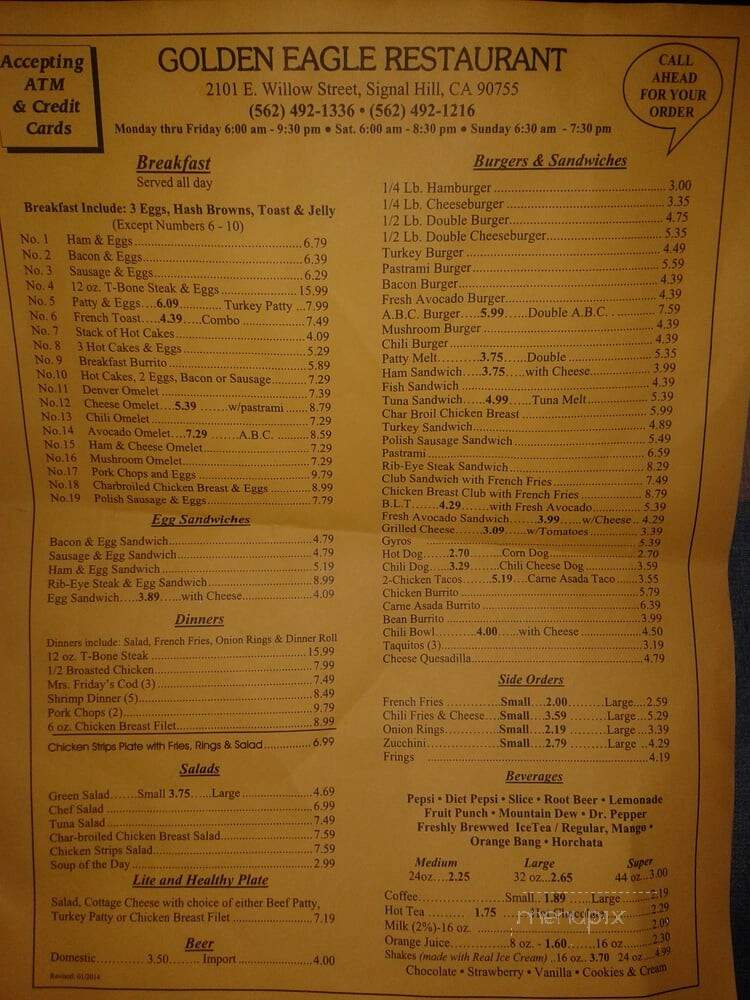 Accepting
ATM
& Credit
Cards
GOLDEN EAGLE RESTAURANT
2101 E. Willow Street, Signal Hill, CA 90755
(562) 492-1336 • (562) 492-1216
Monday thru Friday 6:00 am - 9:30 pm • Sat. 6:00 am - 8:30 pm • Sunday 6:30 am - 7:30 pm
CALL
AHEAD
FOR YOUR
ORDER
Breakfast
Served all day
Breakfast Include: 3 Eggs, Hash Browns, Toast & Jelly
(Except Numbers 6 - 10)
No. 1 Ham & Eggs 6.79
No. 2 Bacon & Eggs 6.39
No. 3 Sausage & Eggs 6.29
No. 4 12 oz. T-Bone Steak & Eggs 15.99
No. 5 Patty & Eggs 6.09 Turkey Patty 7.99
No. 6 French Toast 4.39 Combo 7.49
No. 7 Stack of Hot Cakes 4.09
No. 8 3 Hot Cakes & Eggs 5.29
No. 9 Breakfast Burrito 5.89
No.10 Hot Cakes, 2 Eggs, Bacon or Sausage 7.29
No.11 Denver Omelet 7.39
No.12 Cheese Omelet 5.39 w/pastrami 8.79
No.13 Chili Omelet 7.29
No.14 Avocado Omelet 7.29 A.B.C. 8.59
No.15 Ham & Cheese Omelet 7.29
No.16 Mushroom Omelet 7.29
No.17 Pork Chops and Eggs 9.79
No.18 Charbroiled Chicken Breast & Eggs 8.99
No.19 Polish Sausage & Eggs 7.79
Egg Sandwiches
Bacon & Egg Sandwich 4.79
Sausage & Egg Sandwich 4.79
Ham & Egg Sandwich 5.19
Rib-Eye Steak & Egg Sandwich 8.99
Egg Sandwich 3.89 with Cheese 4.09
Dinners
Dinners include: Salad, French Fries, Onion Rings & Dinner Roll
12 oz. T-Bone Steak 15.99
1/2 Broasted Chicken 7.99
Mrs. Friday's Cod (3) 7.49
Shrimp Dinner (5) 8.49
Pork Chops (2) 9.79
6 oz. Chicken Breast Filet 8.99
Chicken Strips Plate with Fries, Rings & Salad 6.99
Salads
Green Salad Small 3.75 Large 4.69
Chef Salad 6.99
Tuna Salad 7.49
Char-broiled Chicken Breast Salad 7.59
Chicken Strips Salad 7.59
Soup of the Day 2.99
Lite and Healthy Plate
Salad, Cottage Cheese with choice of either Beef Patty,
Turkey Patty or Chicken Breast Filet 7.19
Beer
Domestic 3.50 Import 4.00
Revised: 01/2014
Burgers & Sandwiches
1/4 Lb. Hamburger 3.00
1/4 Lb. Cheeseburger 3.35
1/2 Lb. Double Burger 4.75
1/2 Lb. Double Cheeseburger 5.35
Turkey Burger 4.49
Pastrami Burger 5.59
Bacon Burger 4.39
Fresh Avocado Burger 4.39
A.B.C. Burger 5.99 Double A.B.C. 7.59
Mushroom Burger 4.39
Chili Burger 4.39
Patty Melt 3.75 Double 5.35
Ham Sandwich 3.75 with Cheese 3.99
Fish Sandwich 4.39
Tuna Sandwich 4.99 Tuna Melt 5.39
Char Broil Chicken Breast 5.99
Turkey Sandwich 4.89
Polish Sausage Sandwich 5.49
Pastrami 6.59
Rib-Eye Steak Sandwich 8.29
Club Sandwich with French Fries 7.49
Chicken Breast Club with French Fries 8.79
B.L.T. 4.29 with Fresh Avocado 5.39
Fresh Avocado Sandwich 3.99 w/Cheese 4.29
Grilled Cheese 3.09 w/Tomatoes 3.39
Gyros 5.39
Hot Dog 2.70 Corn Dog 2.70
Chili Dog 3.29 Chili Cheese Dog 3.59
2-Chicken Tacos 5.19 Carne Asada Taco 3.55
Chicken Burrito 5.79
Carne Asada Burrito 6.39
Bean Burrito 3.99
Chili Bowl 4.00 with Cheese 4.50
Taquitos (3) 3.19
Cheese Quesadilla 4.79
Side Orders
French Fries Small 2.00 Large 2.59
Chili Fries & Cheese Small 3.59 Large 5.29
Onion Rings Small 2.19 Large 3.39
Zucchini Small 2.79 Large 4.29
Frings 4.19
Beverages
Pepsi • Diet Pepsi • Slice • Root Beer • Lemonade
Fruit Punch • Mountain Dew • Dr. Pepper
Freshly Brewwed IceTea / Regular, Mango •
Orange Bang • Horchata
Medium Large Super
24oz 2.25 32 oz 2.65 44 oz 3.00
Coffee Small 1.89 Large 2.19
Hot Tea 1.75 Hot Chocolate 2.29
Milk (2%)-16 oz. 2.09
Orange Juice 8 oz. - 1.60 16 oz 2.30
Shakes (made with Real Ice Cream) 16 oz. 3.70 24 oz 4.99
Chocolate • Strawberry • Vanilla • Cookies & Cream
menupix